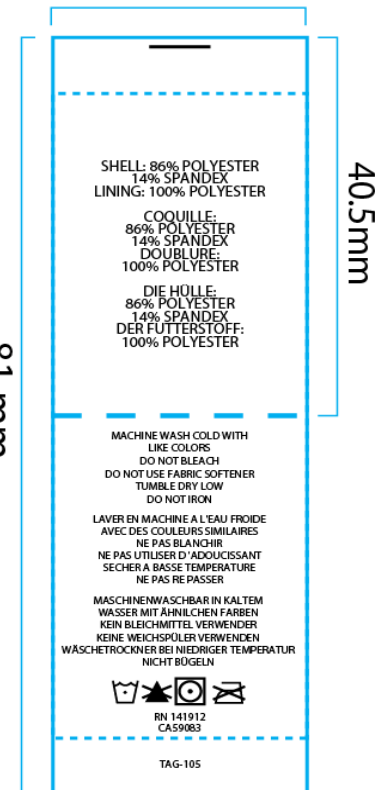 SHELL: 86% POLYESTER
14% SPANDEX
LINING: 100% POLYESTER
COQUILLE:
86% POLYESTER
14% SPANDEX
DOUBLURE:
100% POLYESTER
DIE HÜLLE:
86% POLYESTER
14% SPANDEX
DER FUTTERSTOFF:
100% POLYESTER
40.5mm
MACHINE WASH COLD WITH
LIKE COLORS
DO NOT BLEACH
DO NOT USE FABRIC SOFTENER
TUMBLE DRY LOW
DO NOT IRON
LAVER EN MACHINE A L'EAU FROIDE
AVEC DES COULEURS SIMILAIRES
NE PAS BLANCHIR
NE PAS UTILISER D'ADOUCISSANT
SECHER A BASSE TEMPERATURE
NE PAS RE PASSER
MASCHINENWASCHBAR IN KALTEM
WASSER MIT ÄHNILCHEN FARBEN
KEIN BLEICHMITTEL VERWENDER
KEINE WEICHSPÜLER VERWENDEN
WÄSCHETROCKNER BEI NIEDRIGER TEMPERATUR
NICHT BÜGELN
RN 141912
CA59083
TAG-105